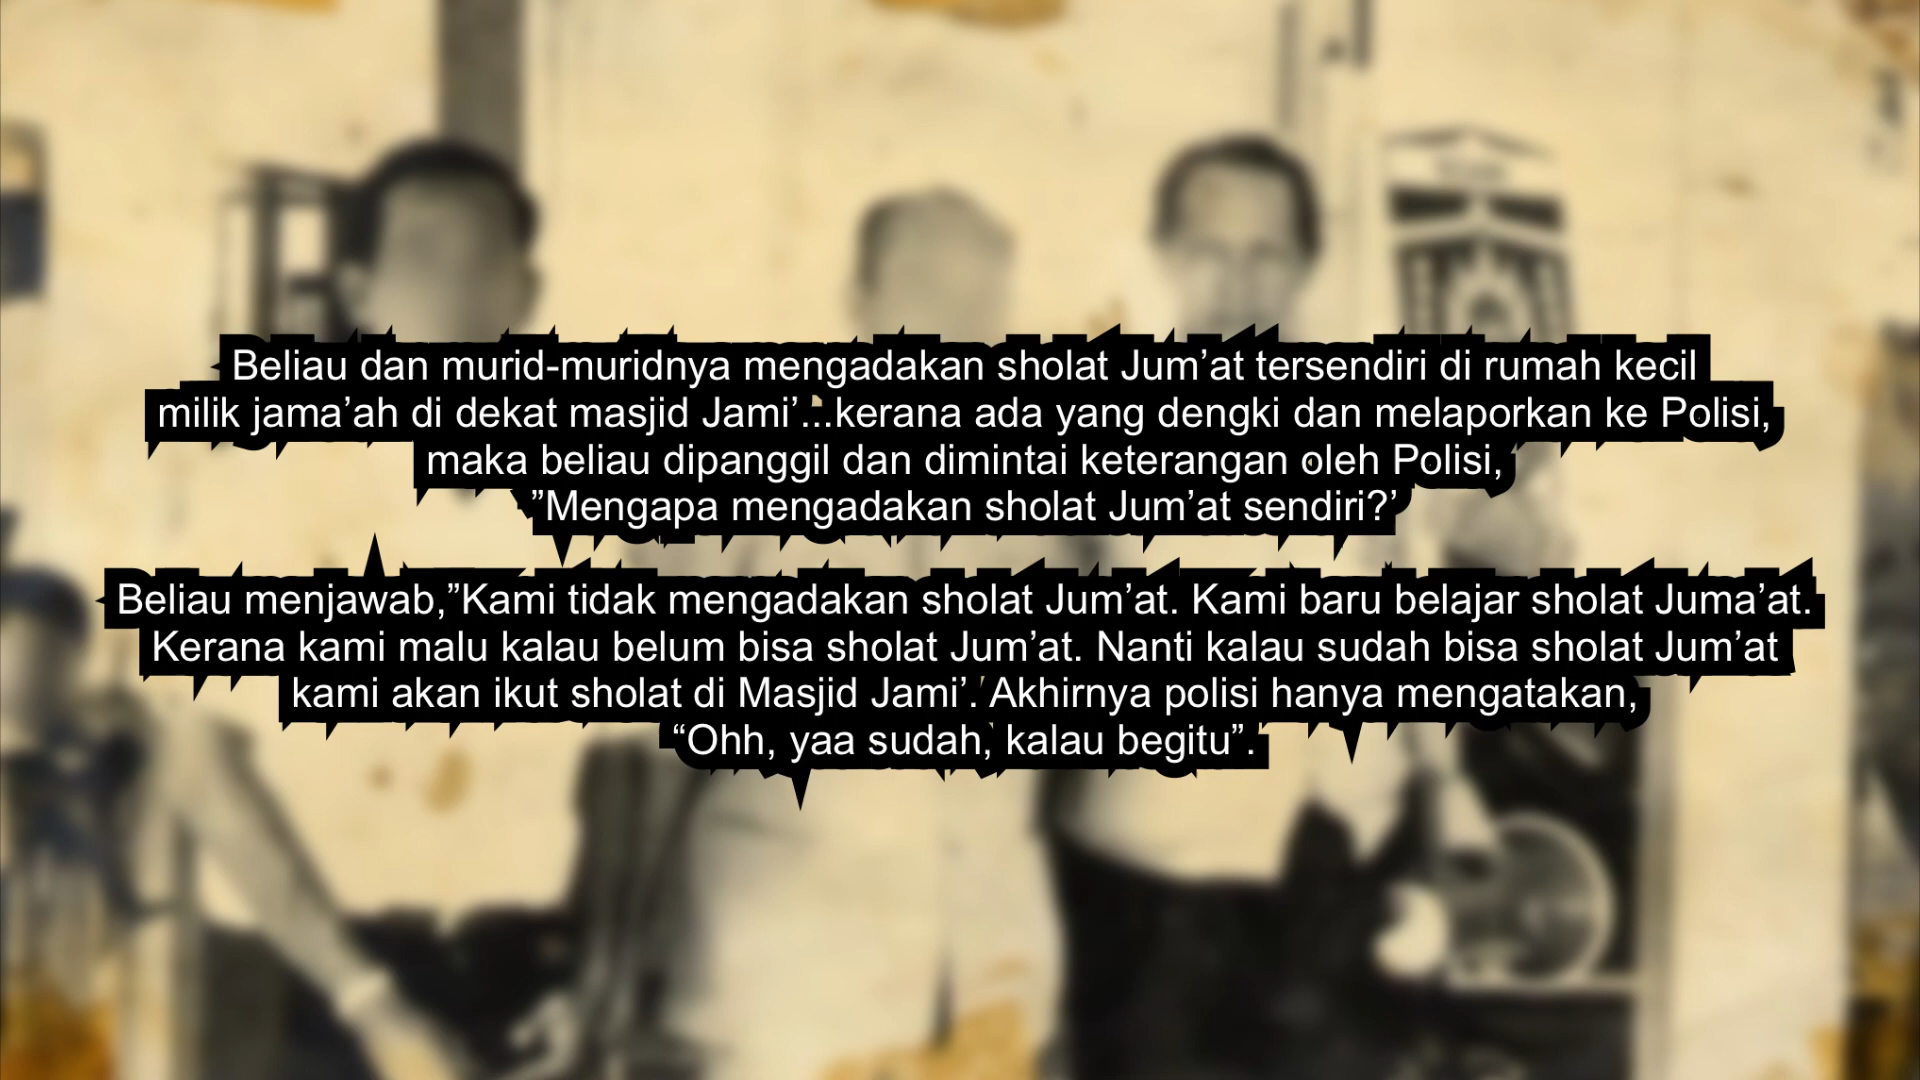 Beliau dan murid-muridnya mengadakan sholat Jum’at tersendiri di rumah kecil
milik jama’ah di dekat masjid Jami’...kerana ada yang dengki dan melaporkan ke Polisi,
maka beliau dipanggil dan dimintai keterangan oleh Polisi,
”Mengapa mengadakan sholat Jum’at sendiri?’
Beliau menjawab,”Kami tidak mengadakan sholat Jum’at. Kami baru belajar sholat Juma’at.
Kerana kami malu kalau belum bisa sholat Jum’at. Nanti kalau sudah bisa sholat Jum’at
kami akan ikut sholat di Masjid Jami’. Akhirnya polisi hanya mengatakan,
“Ohh, yaa sudah, kalau begitu”.